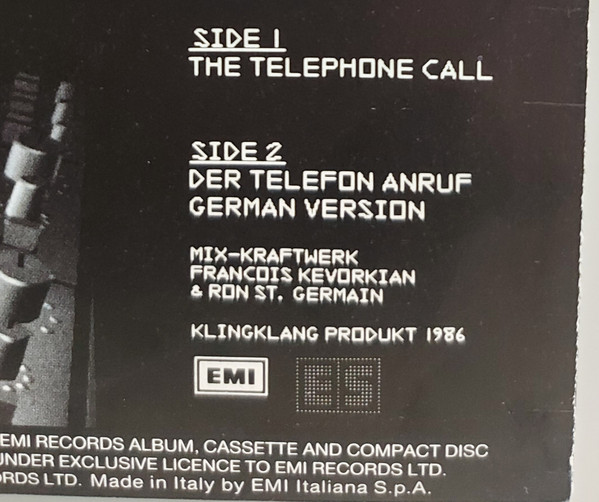 SIDE 1
THE TELEPHONE CALL
SIDE 2
DER TELEFON ANRUF
GERMAN VERSION
MIX-KRAFTWERK
FRANCOIS KEVORKIAN
& RON ST. GERMAIN
KLINGKLANG PRODUKT 1986
EMI ES
EMI RECORDS ALBUM, CASSETTE AND COMPACT DISC
UNDER EXCLUSIVE LICENCE TO EMI RECORDS LTD.
ORDS LTD. Made in Italy by EMI Italiana S.p.A.